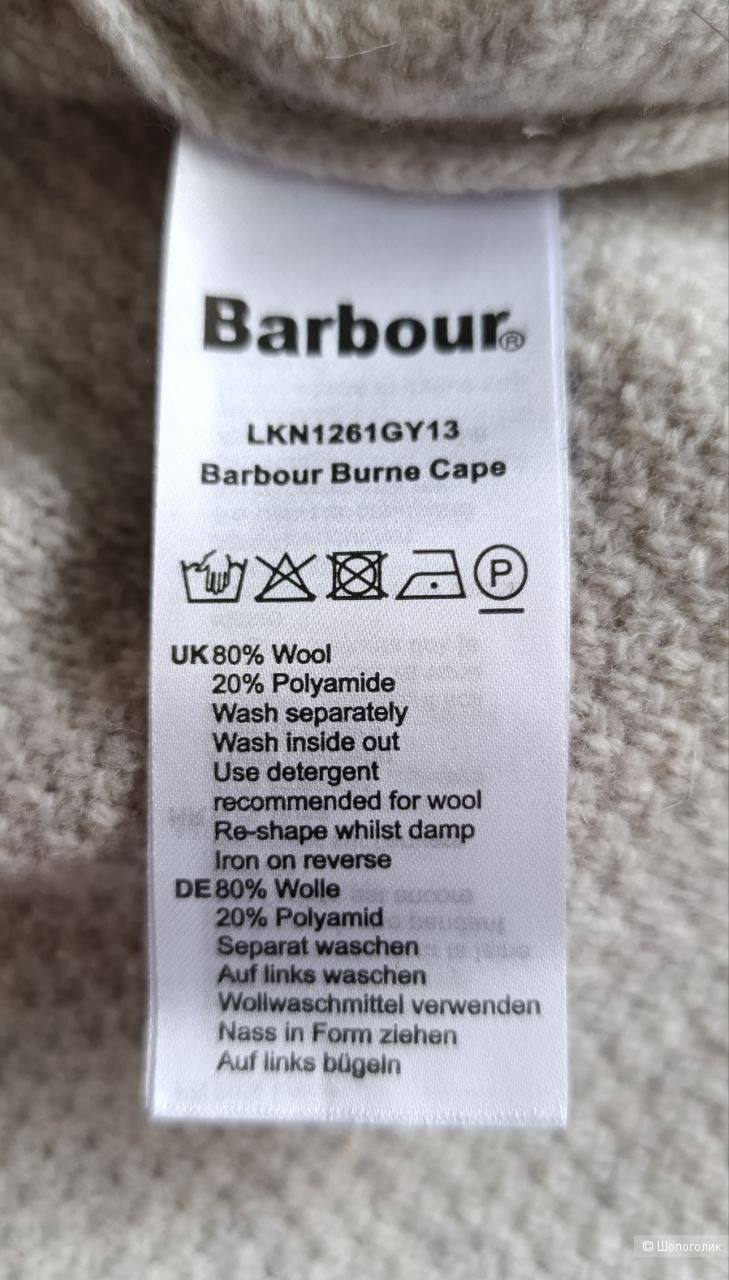 Barbour®
LKN1261GY13
Barbour Burne Cape
P
UK 80% Wool
20% Polyamide
Wash separately
Wash inside out
Use detergent
recommended for wool
Re-shape whilst damp
Iron on reverse
DE 80% Wolle
20% Polyamid
Separat waschen
Auf links waschen
Wollwaschmittel verwenden
Nass in Form ziehen
Auf links bügeln
© Шопоголик